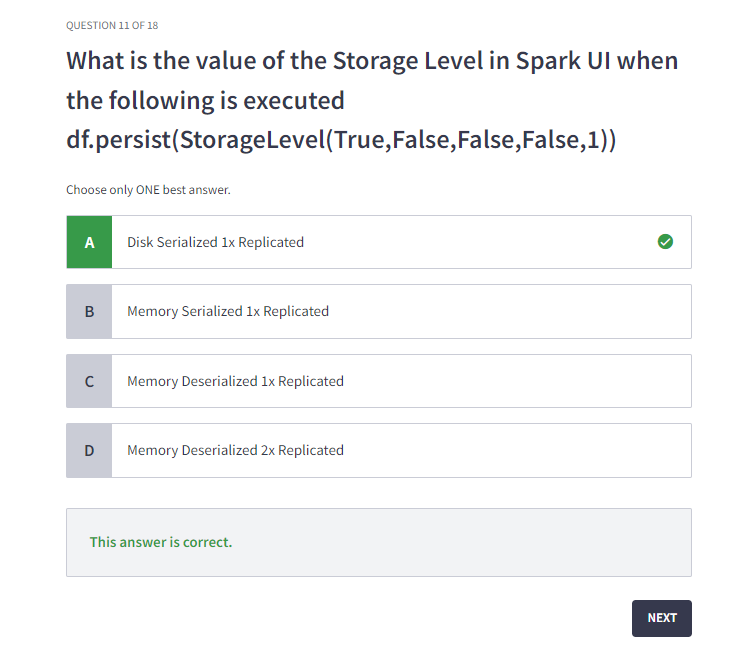 QUESTION 11 OF 18
What is the value of the Storage Level in Spark UI when
the following is executed
df.persist(StorageLevel(True,False,False,False,1))
Choose only ONE best answer.
A Disk Serialized 1x Replicated
B Memory Serialized 1x Replicated
C Memory Deserialized 1x Replicated
D Memory Deserialized 2x Replicated
This answer is correct.
NEXT